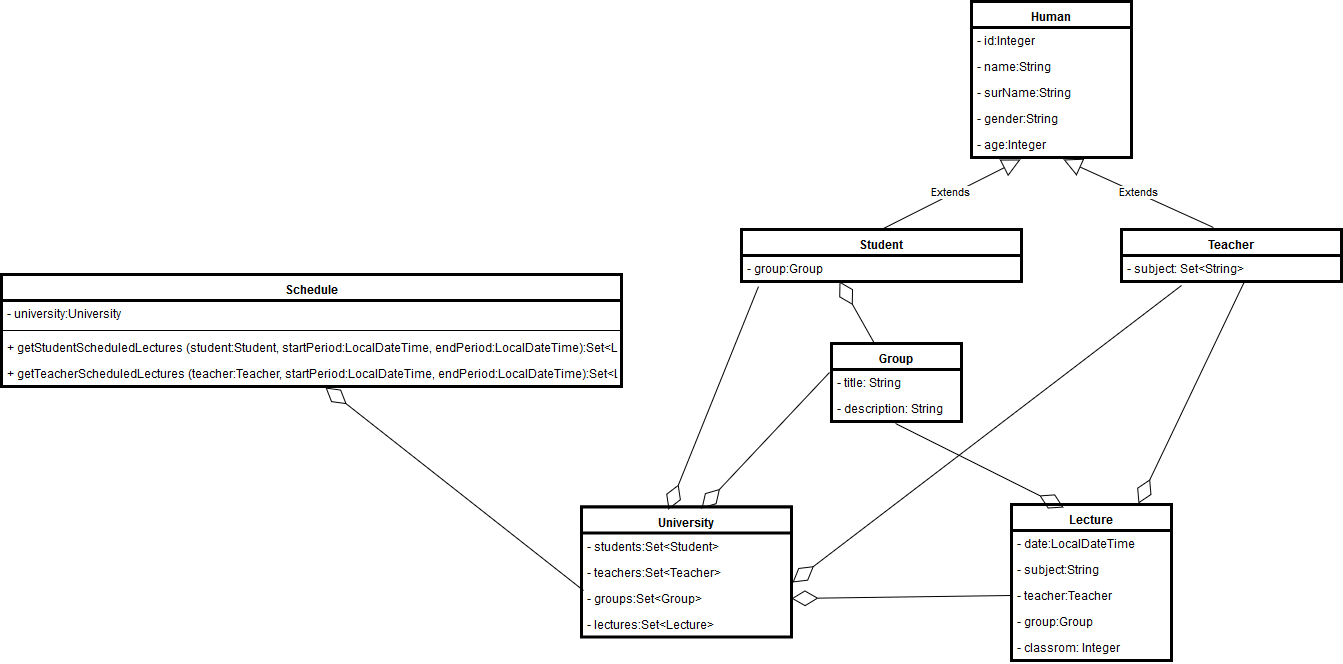 Human
- id:Integer
- name:String
- surName:String
- gender:String
- age:Integer
Extends
Extends
Student
- group:Group
Teacher
- subject: Set<String>
Schedule
- university:University
+ getStudentScheduledLectures (student:Student, startPeriod:LocalDateTime, endPeriod:LocalDateTime):Set<L
+ getTeacherScheduledLectures (teacher:Teacher, startPeriod:LocalDateTime, endPeriod:LocalDateTime):Set<L
Group
- title: String
- description: String
University
- students:Set<Student>
- teachers:Set<Teacher>
- groups:Set<Group>
- lectures:Set<Lecture>
Lecture
- date:LocalDateTime
- subject:String
- teacher:Teacher
- group:Group
- classrom: Integer